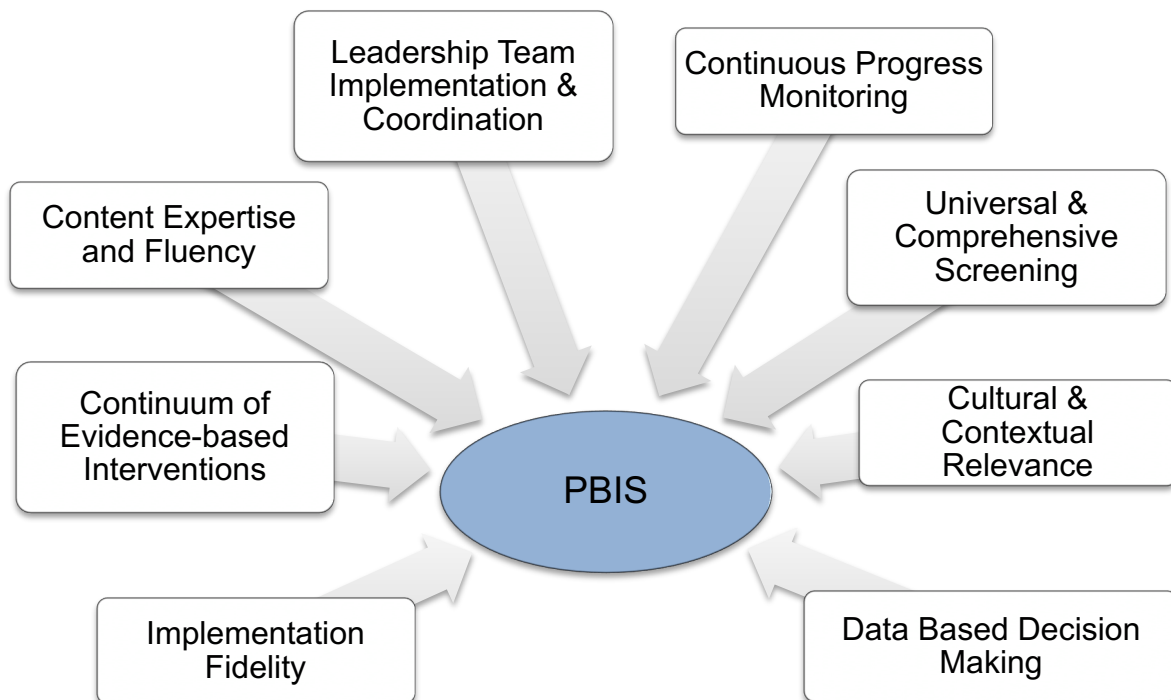 Leadership Team
Implementation &
Coordination
Continuous Progress
Monitoring
Content Expertise
and Fluency
Universal &
Comprehensive
Screening
Continuum of
Evidence-based
Interventions
Cultural &
Contextual
Relevance
PBIS
Implementation
Fidelity
Data Based Decision
Making